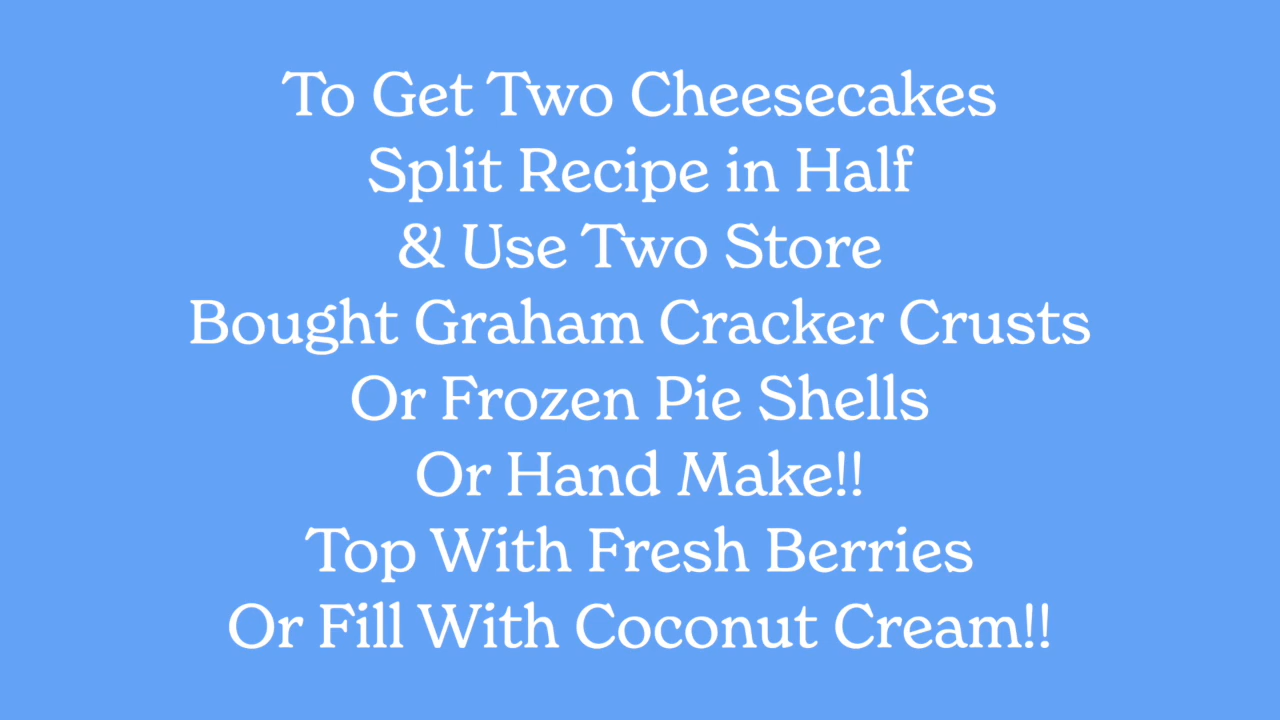 To Get Two Cheesecakes
Split Recipe in Half
& Use Two Store
Bought Graham Cracker Crusts
Or Frozen Pie Shells
Or Hand Make!!
Top With Fresh Berries
Or Fill With Coconut Cream!!